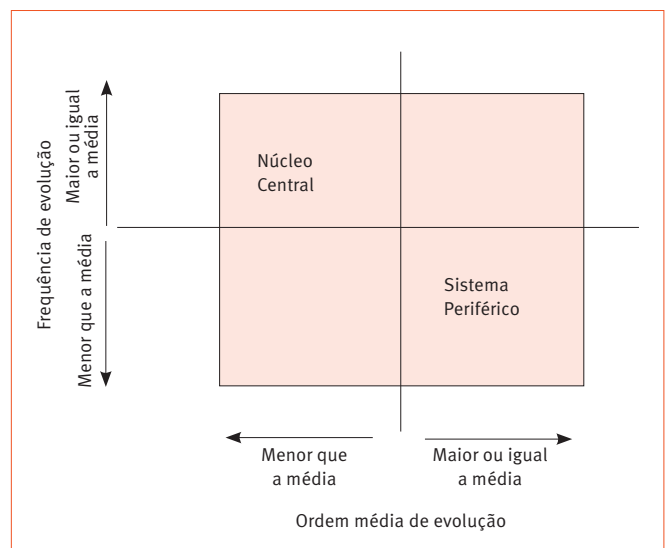 Frequência de evolução
Maior ou igual
a média
Menor que a média
Núcleo
Central
Sistema
Periférico
Menor que
a média
Maior ou igual
a média
Ordem média de evolução